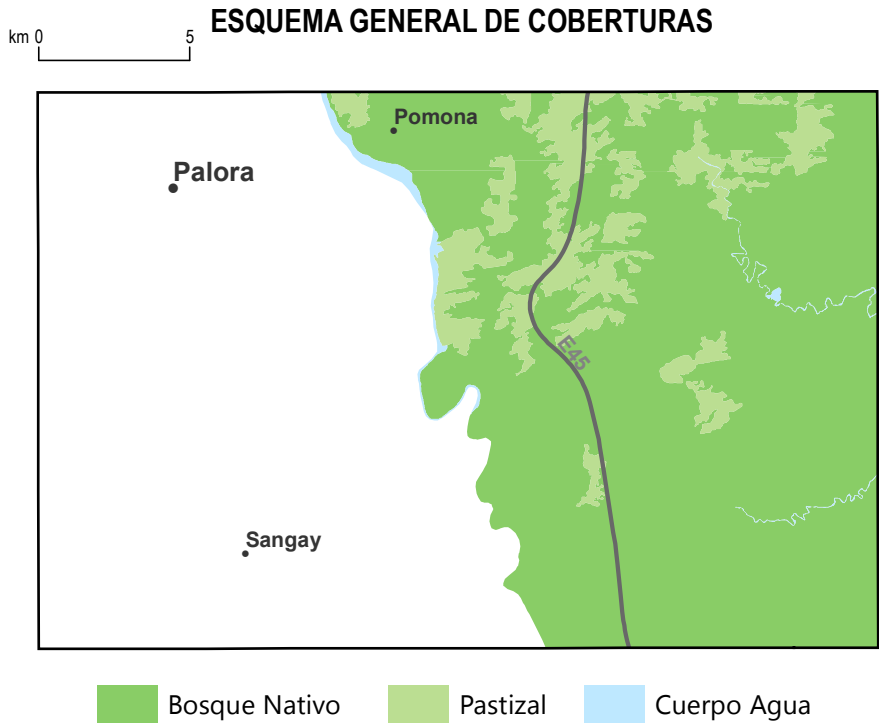 ESQUEMA GENERAL DE COBERTURAS
km 0 5
Pomona
Palora
E45
Sangay
Bosque Nativo Pastizal Cuerpo Agua